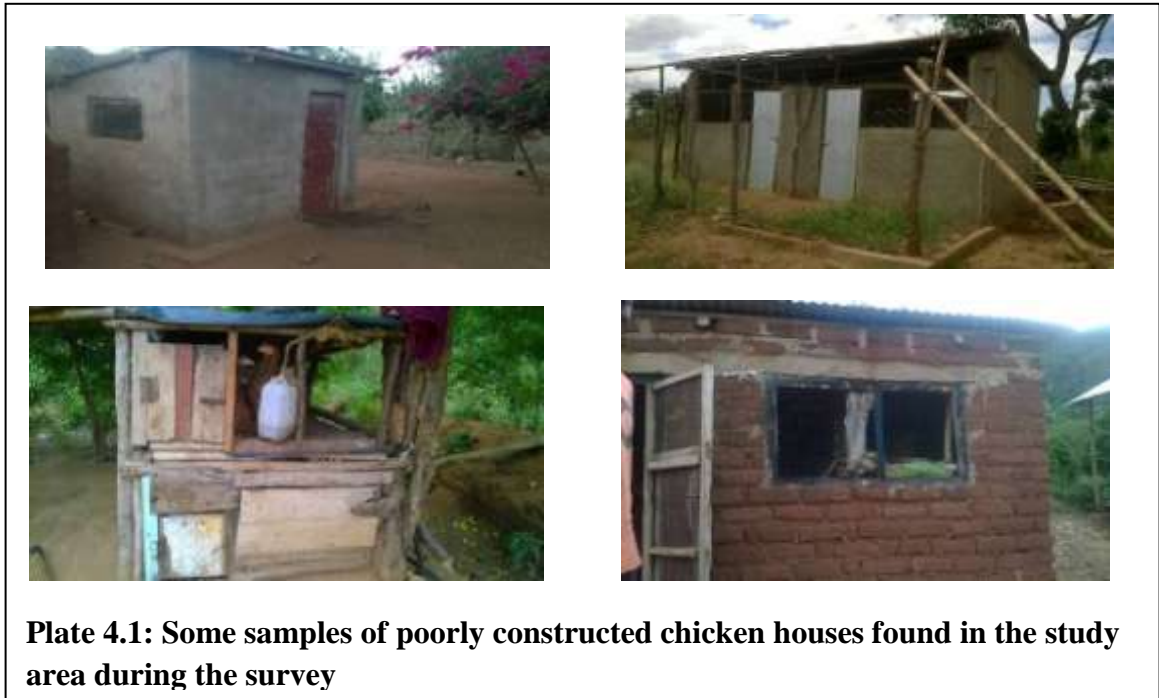 Plate 4.1: Some samples of poorly constructed chicken houses found in the study
area during the survey